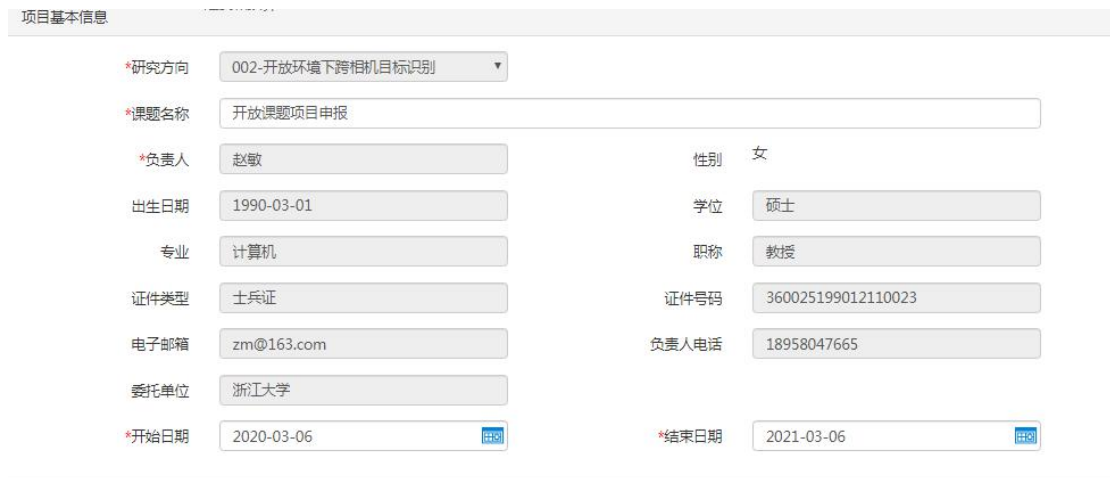 项目基本信息
*研究方向 002-开放环境下跨相机目标识别
*课题名称 开放课题项目申报
*负责人 赵敏 性别 女
出生日期 1990-03-01 学位 硕士
专业 计算机 职称 教授
证件类型 士兵证 证件号码 360025199012110023
电子邮箱 zm@163.com 负责人电话 18958047665
委托单位 浙江大学
*开始日期 2020-03-06 *结束日期 2021-03-06